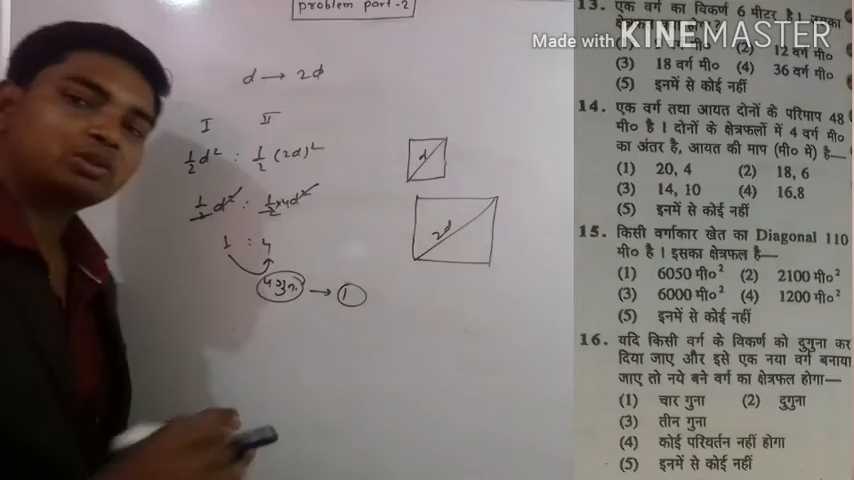 problem part-2
d → 2d
I II
½d² : ½(2d)²
½d² : ½×4d²
1 : 4
4 गुना → 1
d
2d
Made with KINEMASTER
13. एक वर्ग का विकर्ण 6 मीटर है।
वर्ग मी० (2) 12 वर्ग मी०
(3) 18 वर्ग मी० (4) 36 वर्ग मी०
(5) इनमें से कोई नहीं
14. एक वर्ग तथा आयत दोनों के परिमाप 48
मी० है। दोनों के क्षेत्रफलों में 4 वर्ग मी०
का अंतर है, आयत की माप (मी० में) है—
(1) 20, 4 (2) 18, 6
(3) 14, 10 (4) 16.8
(5) इनमें से कोई नहीं
15. किसी वर्गाकार खेत का Diagonal 110
मी० है। इसका क्षेत्रफल है—
(1) 6050 मी०² (2) 2100 मी०²
(3) 6000 मी०² (4) 1200 मी०²
(5) इनमें से कोई नहीं
16. यदि किसी वर्ग के विकर्ण को दुगुना कर
दिया जाए और इसे एक नया वर्ग बनाया
जाए तो नये बने वर्ग का क्षेत्रफल होगा—
(1) चार गुना (2) दुगुना
(3) तीन गुना
(4) कोई परिवर्तन नहीं होगा
(5) इनमें से कोई नहीं